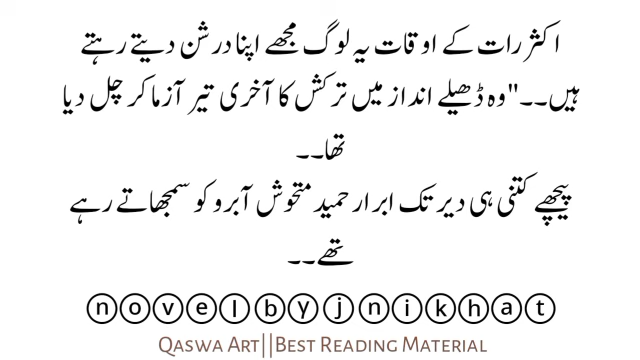 اکثر رات کے اوقات یہ لوگ مجھے اپنا درشن دیتے رہتے
ہیں۔۔"وہ ڈھیلے انداز میں ترکش کا آخری تیر آزما کر چل دیا
تھا۔۔
پیچھے کتنی ہی دیر تک ابرار حمید متحوش آبرو کو سمجھاتے رہے
تھے۔۔
ⓝⓞⓥⓔⓛⓑⓨⓙⓝⓘⓚⓗⓐⓣ
Qaswa Art||Best Reading Material